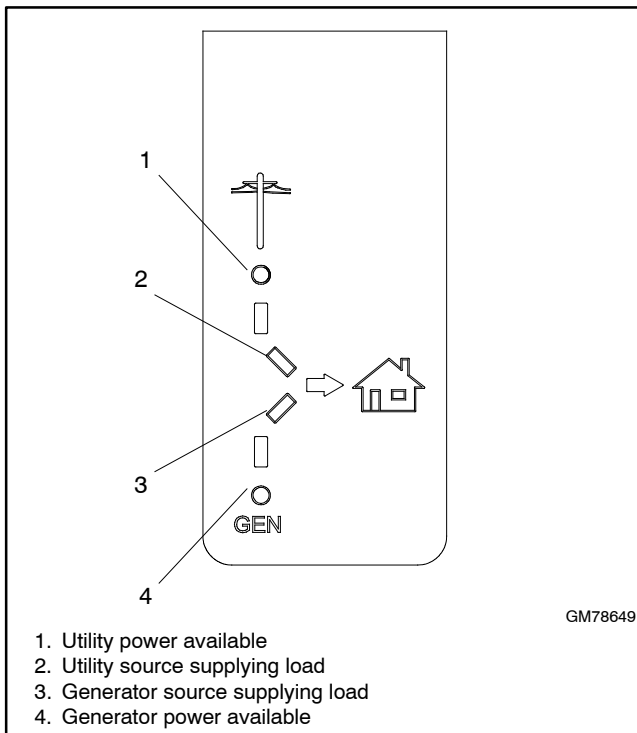 1
2
3
GEN
4
GM78649
1. Utility power available
2. Utility source supplying load
3. Generator source supplying load
4. Generator power available